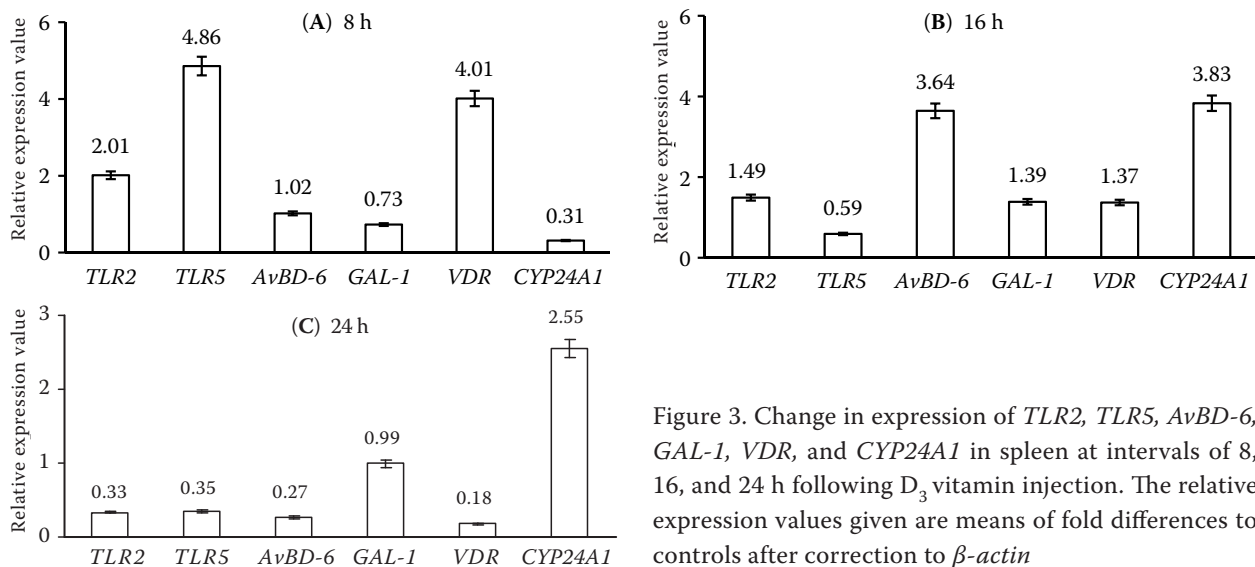 (A) 8 h
Relative expression value
6
4
2
0
2.01
4.86
1.02
0.73
4.01
0.31
TLR2 TLR5 AvBD-6 GAL-1 VDR CYP24A1
(B) 16 h
Relative expression value
6
4
2
0
1.49
0.59
3.64
1.39
1.37
3.83
TLR2 TLR5 AvBD-6 GAL-1 VDR CYP24A1
(C) 24 h
Relative expression value
3
2
1
0
0.33
0.35
0.27
0.99
0.18
2.55
TLR2 TLR5 AvBD-6 GAL-1 VDR CYP24A1
Figure 3. Change in expression of TLR2, TLR5, AvBD-6,
GAL-1, VDR, and CYP24A1 in spleen at intervals of 8,
16, and 24 h following D₃ vitamin injection. The relative
expression values given are means of fold differences to
controls after correction to β-actin